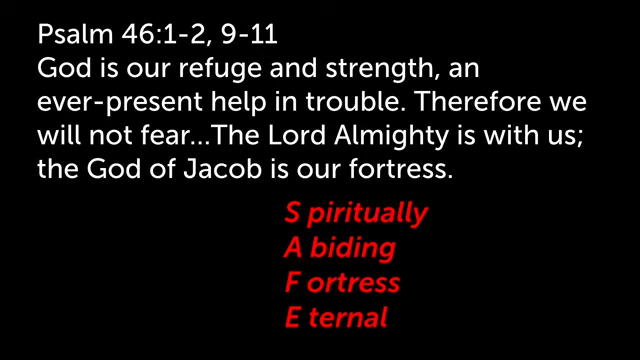 Psalm 46:1-2, 9-11
God is our refuge and strength, an
ever-present help in trouble. Therefore we
will not fear...The Lord Almighty is with us;
the God of Jacob is our fortress.
S piritually
A biding
F ortress
E ternal